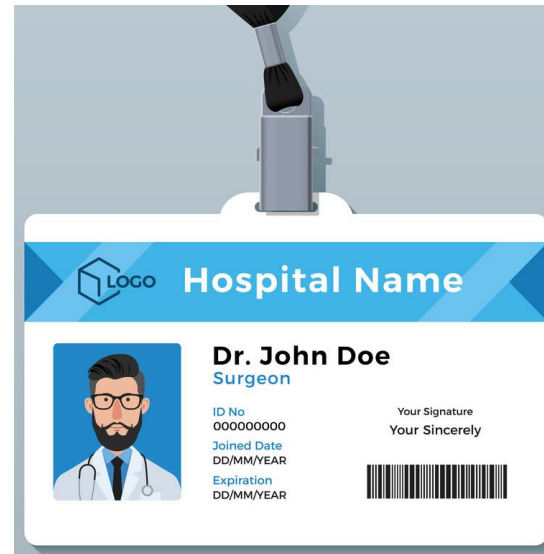 LOGO
Hospital Name
Dr. John Doe
Surgeon
ID No
000000000
Joined Date
DD/MM/YEAR
Expiration
DD/MM/YEAR
Your Signature
Your Sincerely